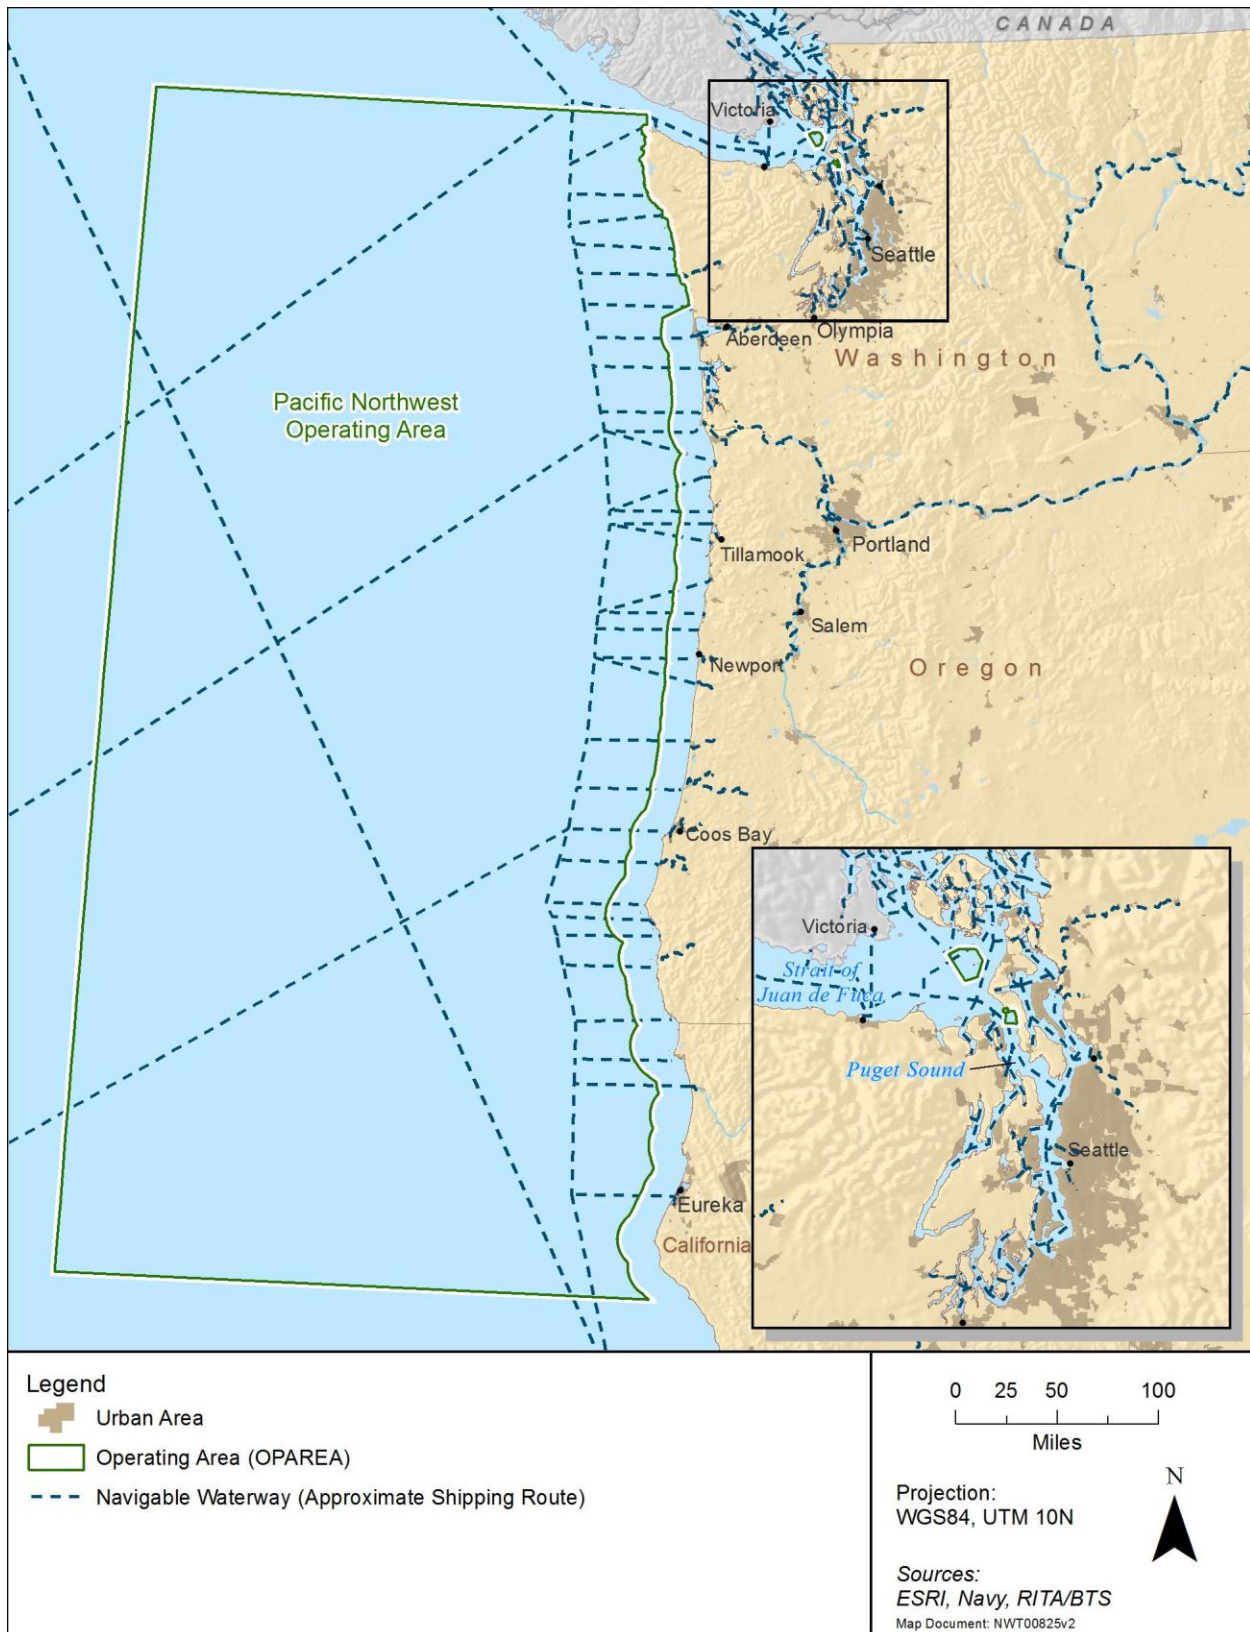 CANADA
Victoria
Seattle
Olympia
Aberdeen
Washington
Pacific Northwest
Operating Area
Portland
Tillamook
Salem
Newport
Oregon
Coos Bay
Victoria
Strait of
Juan de Fuca
Puget Sound
Seattle
Eureka
California
Legend
Urban Area
Operating Area (OPAREA)
Navigable Waterway (Approximate Shipping Route)
0 25 50 100
Miles
N
Projection:
WGS84, UTM 10N
Sources:
ESRI, Navy, RITA/BTS
Map Document: NWT00825v2